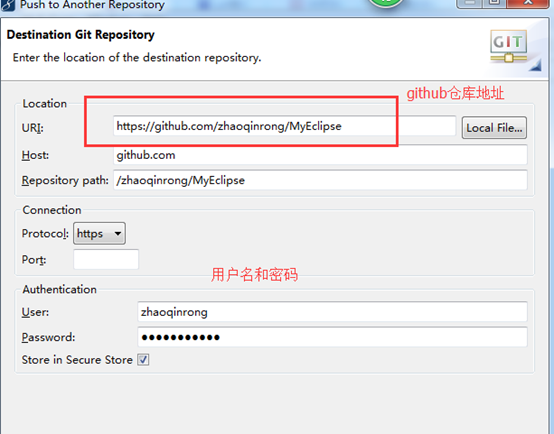 Push to Another Repository
Destination Git Repository
Enter the location of the destination repository.
GIT
github仓库地址
Location
URI: https://github.com/zhaoqinrong/MyEclipse Local File...
Host: github.com
Repository path: /zhaoqinrong/MyEclipse
Connection
Protocol: https
Port:
用户名和密码
Authentication
User: zhaoqinrong
Password: ●●●●●●●●●●●
Store in Secure Store